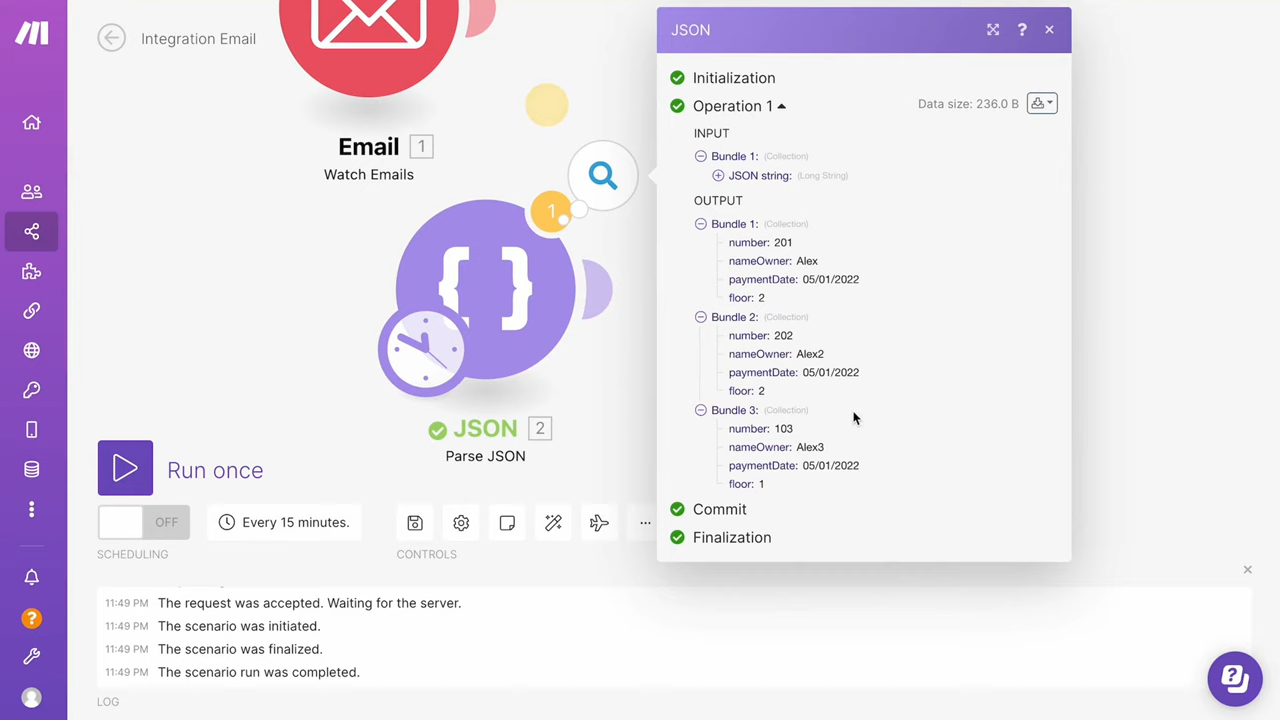 Integration Email
Email 1
Watch Emails
1
JSON 2
Parse JSON
Run once
OFF
Every 15 minutes.
SCHEDULING
CONTROLS
JSON
?
Initialization
Operation 1
Data size: 236.0 B
INPUT
Bundle 1: (Collection)
JSON string: (Long String)
OUTPUT
Bundle 1: (Collection)
number: 201
nameOwner: Alex
paymentDate: 05/01/2022
floor: 2
Bundle 2: (Collection)
number: 202
nameOwner: Alex2
paymentDate: 05/01/2022
floor: 2
Bundle 3: (Collection)
number: 103
nameOwner: Alex3
paymentDate: 05/01/2022
floor: 1
Commit
Finalization
11:49 PM The request was accepted. Waiting for the server.
11:49 PM The scenario was initiated.
11:49 PM The scenario was finalized.
11:49 PM The scenario run was completed.
LOG